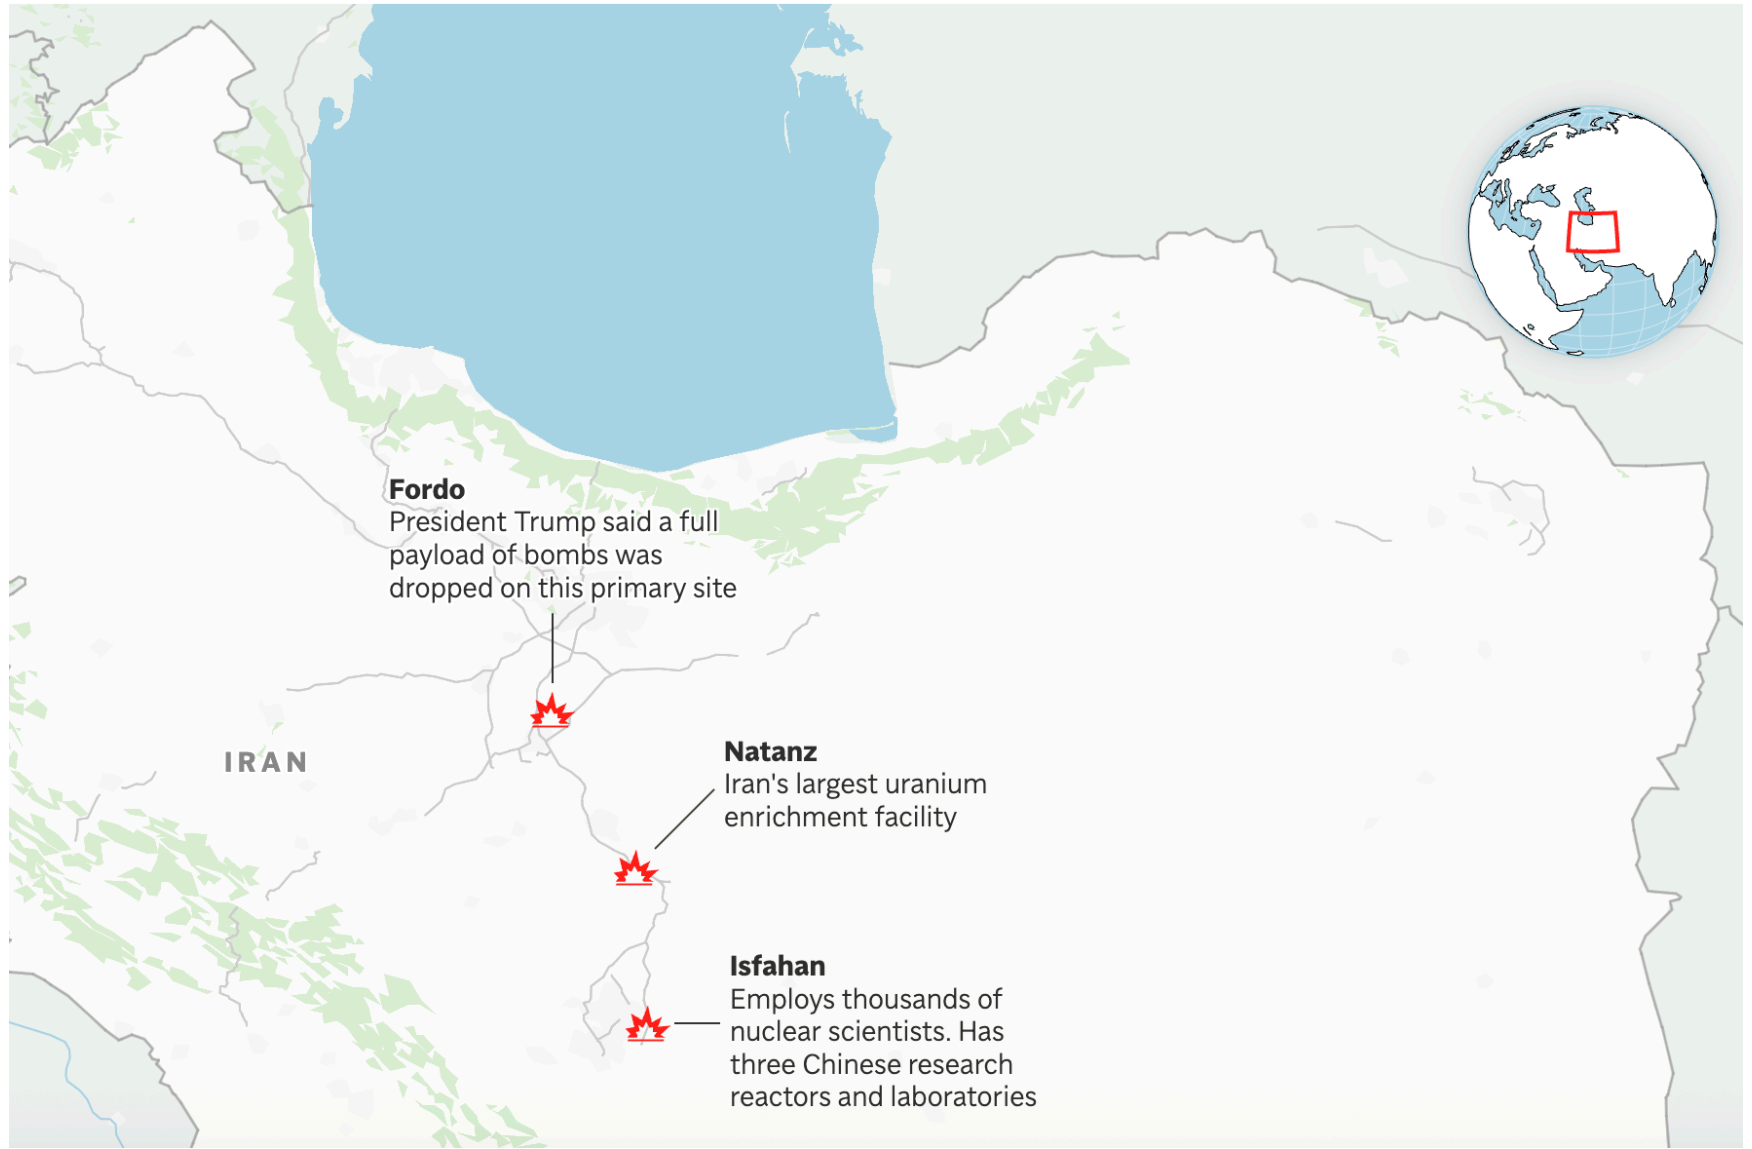 Fordo
President Trump said a full
payload of bombs was
dropped on this primary site
IRAN
Natanz
Iran's largest uranium
enrichment facility
Isfahan
Employs thousands of
nuclear scientists. Has
three Chinese research
reactors and laboratories